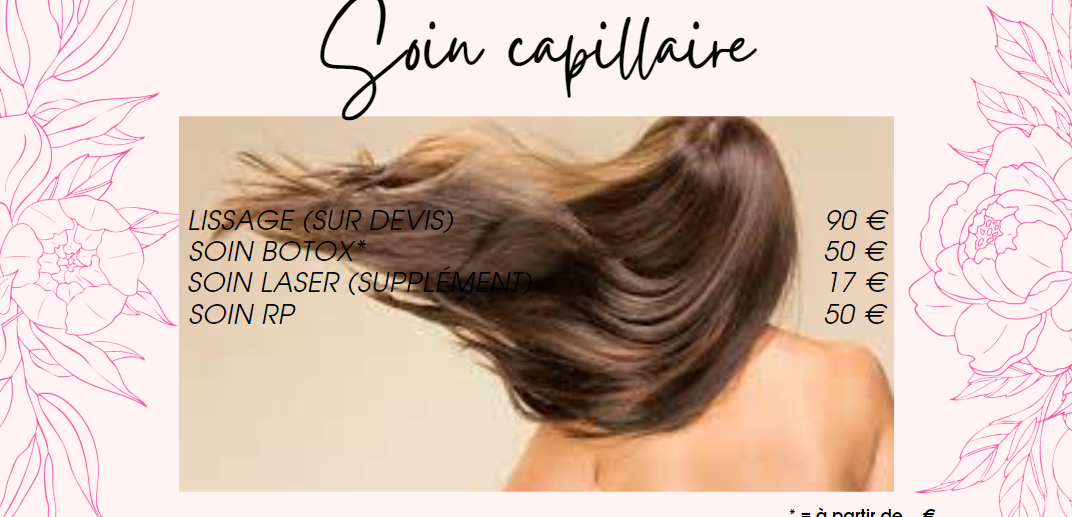 Soin capillaire
LISSAGE (SUR DEVIS) 90 €
SOIN BOTOX* 50 €
SOIN LASER (SUPPLÉMENT) 17 €
SOIN RP 50 €
* = à partir de ... €